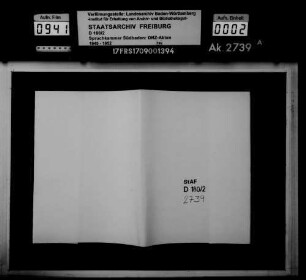 Aufn. Film
0941
Verfilmungsstelle: Landesarchiv Baden-Württemberg
-Institut für Erhaltung von Archiv- und Bibliotheksgut-
STAATSARCHIV FREIBURG
D 180/2
Spruchkammer Südbaden: DNZ-Akten
17FRS1709001394
Aufn. Einheit
0002
Ak 2739 A
StAF
D 180/2
2739